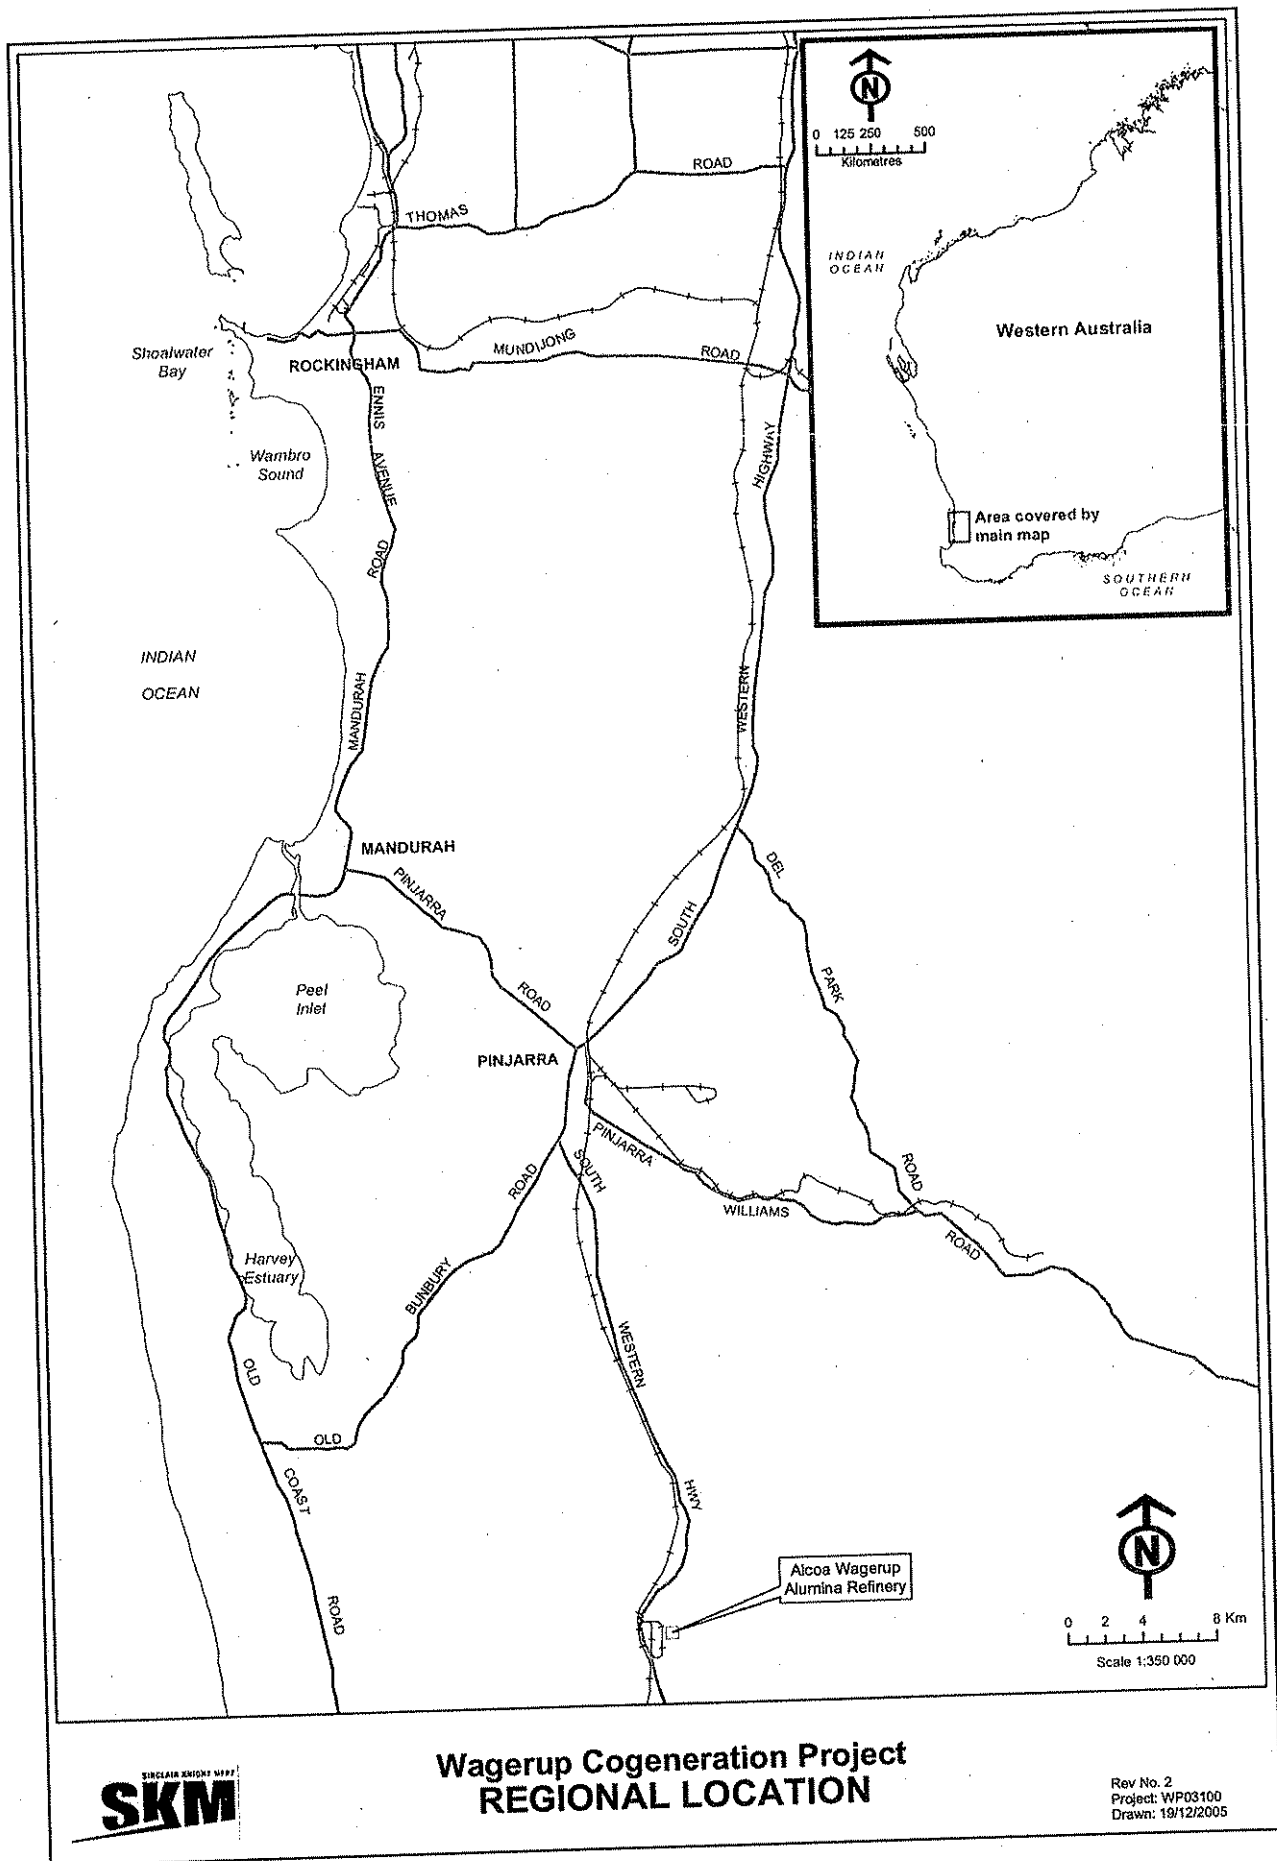 N
0 125 250 500
Kilometres
INDIAN
OCEAN
Western Australia
Area covered by
main map
SOUTHERN
OCEAN
ROAD
THOMAS
Shoalwater
Bay
ROCKINGHAM
MUNDIJONG
ROAD
ENNIS
AVENUE
HIGHWAY
Wambro
Sound
ROAD
INDIAN
OCEAN
MANDURAH
WESTERN
MANDURAH
PINJARRA
DEL
SOUTH
PARK
Peel
Inlet
ROAD
PINJARRA
PINJARRA
SOUTH
ROAD
ROAD
WILLIAMS
ROAD
Harvey
Estuary
BUNBURY
WESTERN
OLD
OLD
COAST
HWY
ROAD
Alcoa Wagerup
Alumina Refinery
N
0 2 4 8 Km
Scale 1:350 000
SINCLAIR KNIGHT MERZ
SKM
Wagerup Cogeneration Project
REGIONAL LOCATION
Rev No. 2
Project: WP03100
Drawn: 19/12/2005